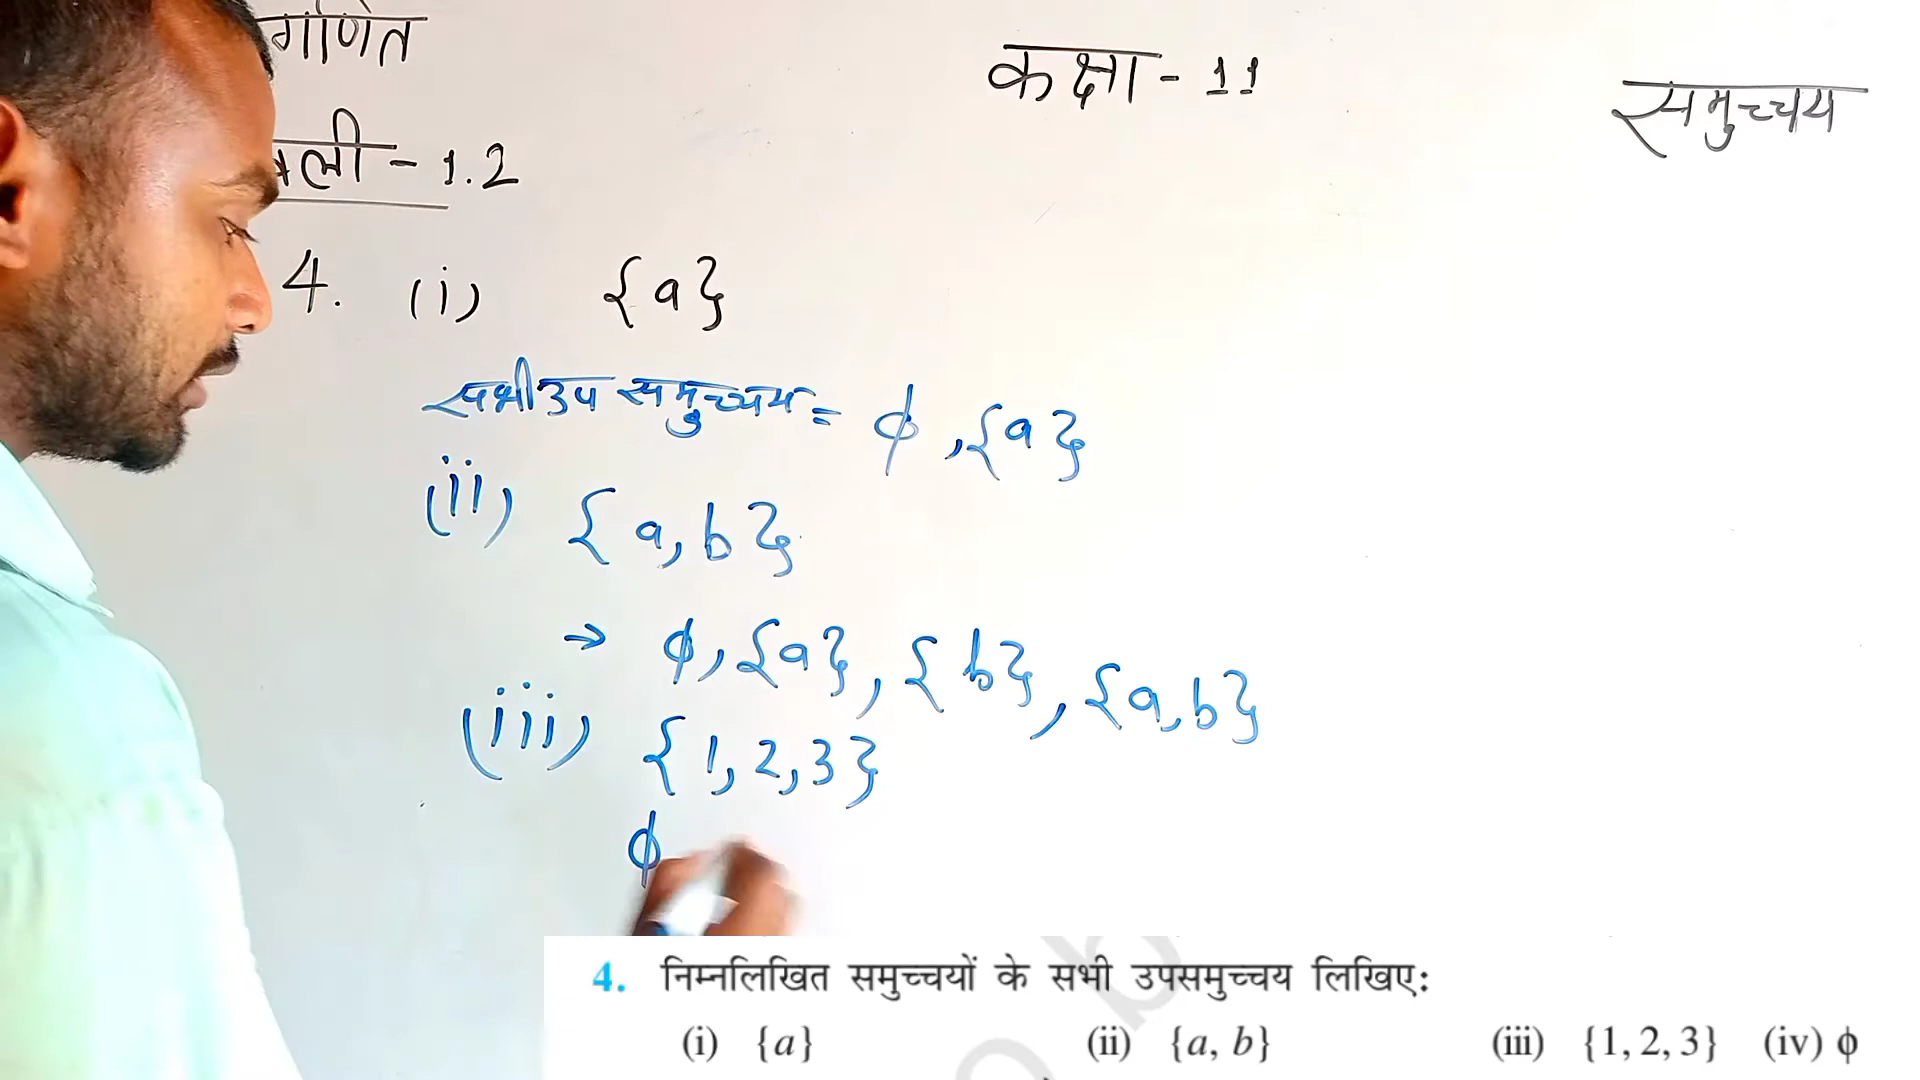 गणित
कक्षा - 11
समुच्चय
वली - 1.2
4. (i) {a}
सभी उप समुच्चय = ϕ, {a}
(ii) {a, b}
→ ϕ, {a}, {b}, {a, b}
(iii) {1, 2, 3}
ϕ
4. निम्नलिखित समुच्चयों के सभी उपसमुच्चय लिखिए:
(i) {a} (ii) {a, b} (iii) {1, 2, 3} (iv) ϕ